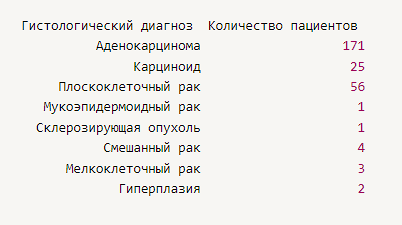 Гистологический диагноз Количество пациентов
Аденокарцинома 171
Карциноид 25
Плоскоклеточный рак 56
Мукоэпидермоидный рак 1
Склерозирующая опухоль 1
Смешанный рак 4
Мелкоклеточный рак 3
Гиперплазия 2